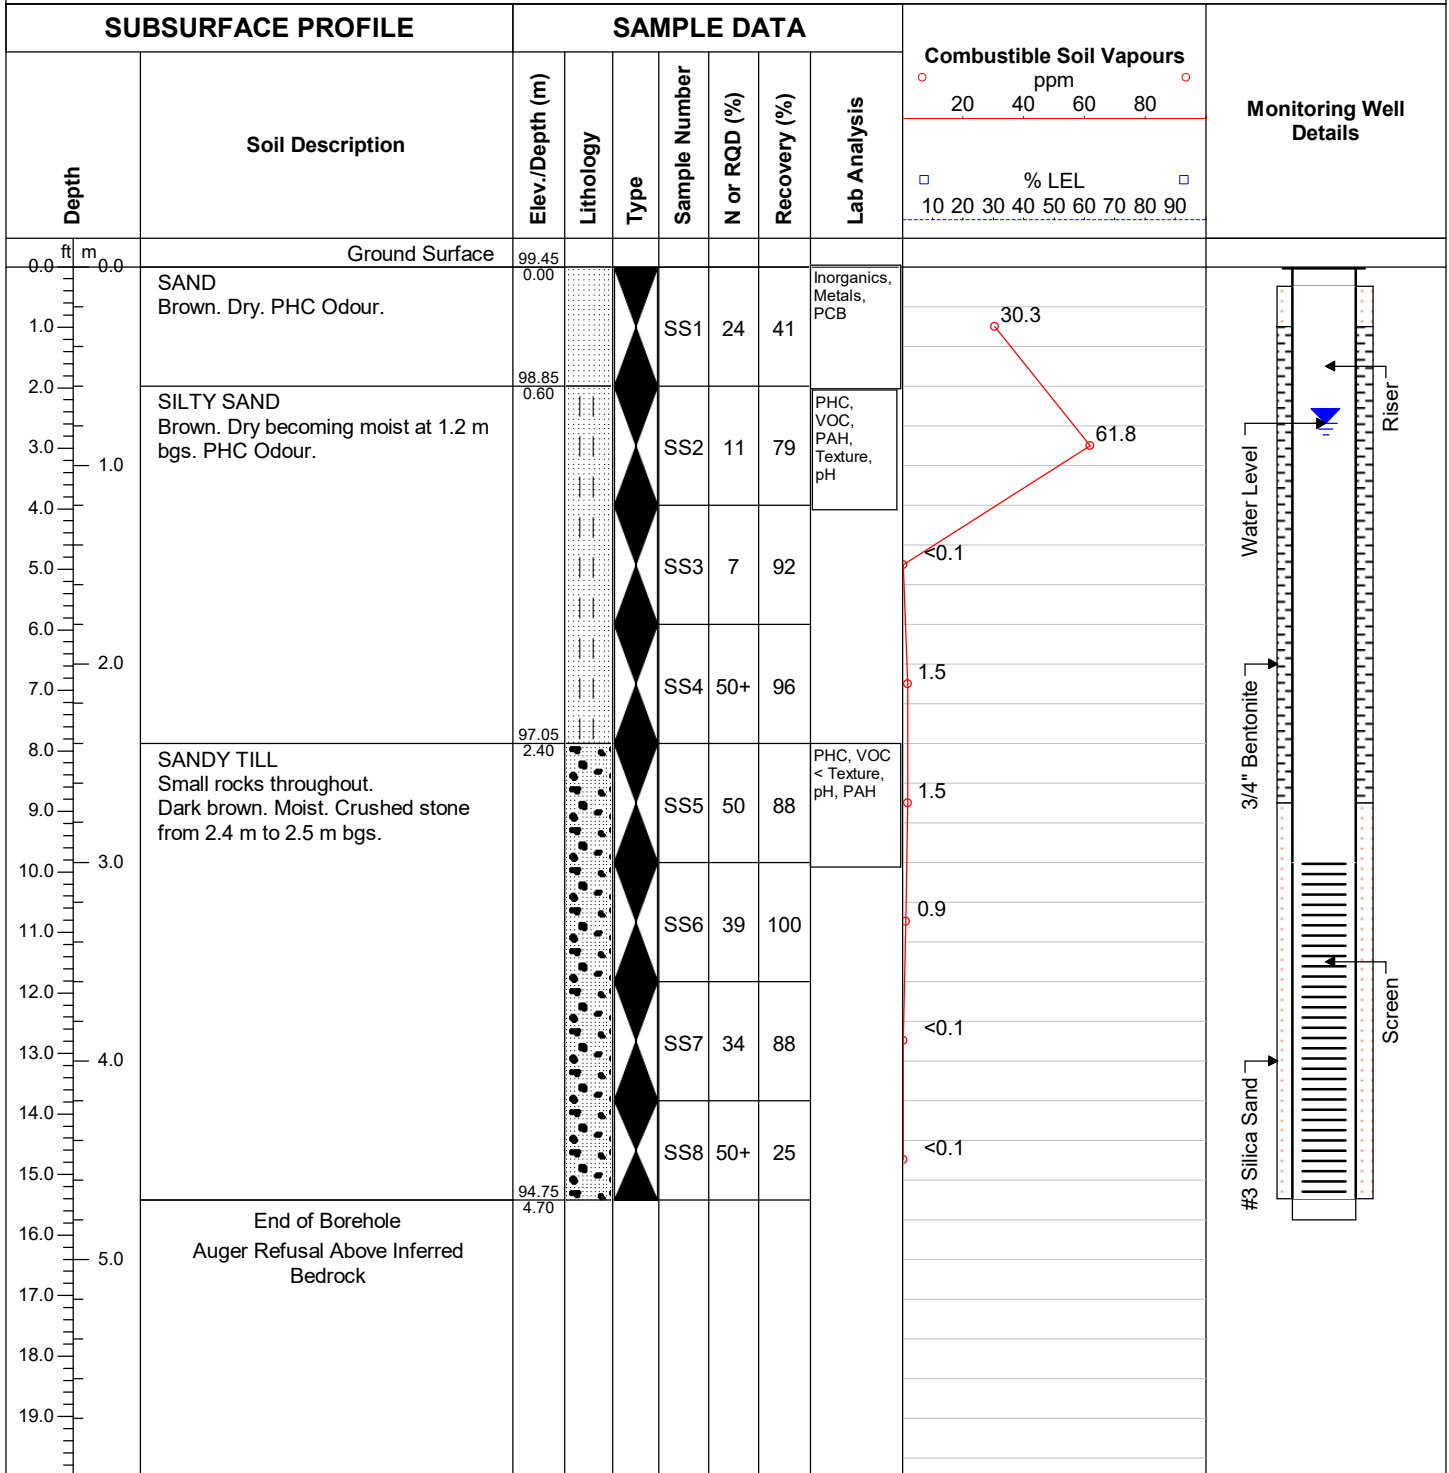 SUBSURFACE PROFILE
SAMPLE DATA
Depth
Soil Description
Elev./Depth (m)
Lithology
Type
Sample Number
N or RQD (%)
Recovery (%)
Lab Analysis
Combustible Soil Vapours
ppm
20 40 60 80
% LEL
10 20 30 40 50 60 70 80 90
Monitoring Well
Details
ft m
Ground Surface
99.45
0.0 0.0
0.00
SAND
Brown. Dry. PHC Odour.
Inorganics,
Metals,
PCB
1.0
SS1 24 41
30.3
98.85
2.0
0.60
SILTY SAND
Brown. Dry becoming moist at 1.2 m
bgs. PHC Odour.
PHC,
VOC,
PAH,
Texture,
pH
Riser
3.0
SS2 11 79
61.8
1.0
4.0
Water Level
5.0
SS3 7 92
<0.1
6.0
2.0
7.0
SS4 50+ 96
1.5
97.05
8.0
2.40
SANDY TILL
Small rocks throughout.
Dark brown. Moist. Crushed stone
from 2.4 m to 2.5 m bgs.
PHC, VOC
< Texture,
pH, PAH
3/4" Bentonite
9.0
SS5 50 88
1.5
3.0
10.0
11.0
SS6 39 100
0.9
12.0
Screen
13.0
SS7 34 88
<0.1
4.0
14.0
#3 Silica Sand
15.0
SS8 50+ 25
<0.1
94.75
4.70
End of Borehole
Auger Refusal Above Inferred
Bedrock
16.0
5.0
17.0
18.0
19.0